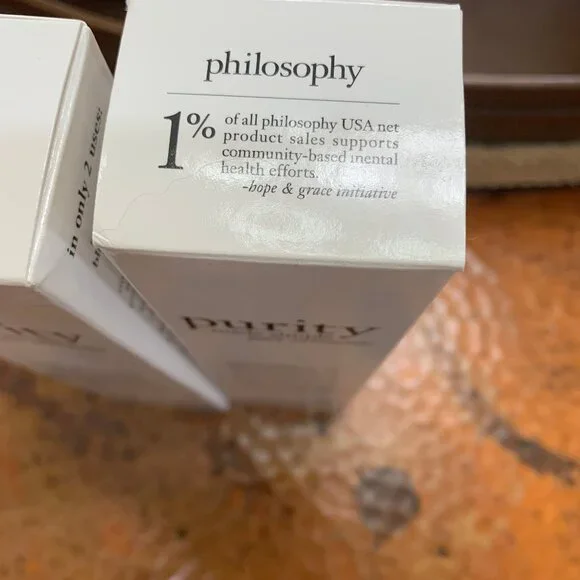 philosophy
1% of all philosophy USA net
product sales supports
community-based mental
health efforts.
-hope & grace initiative
purity
in only 2 uses: